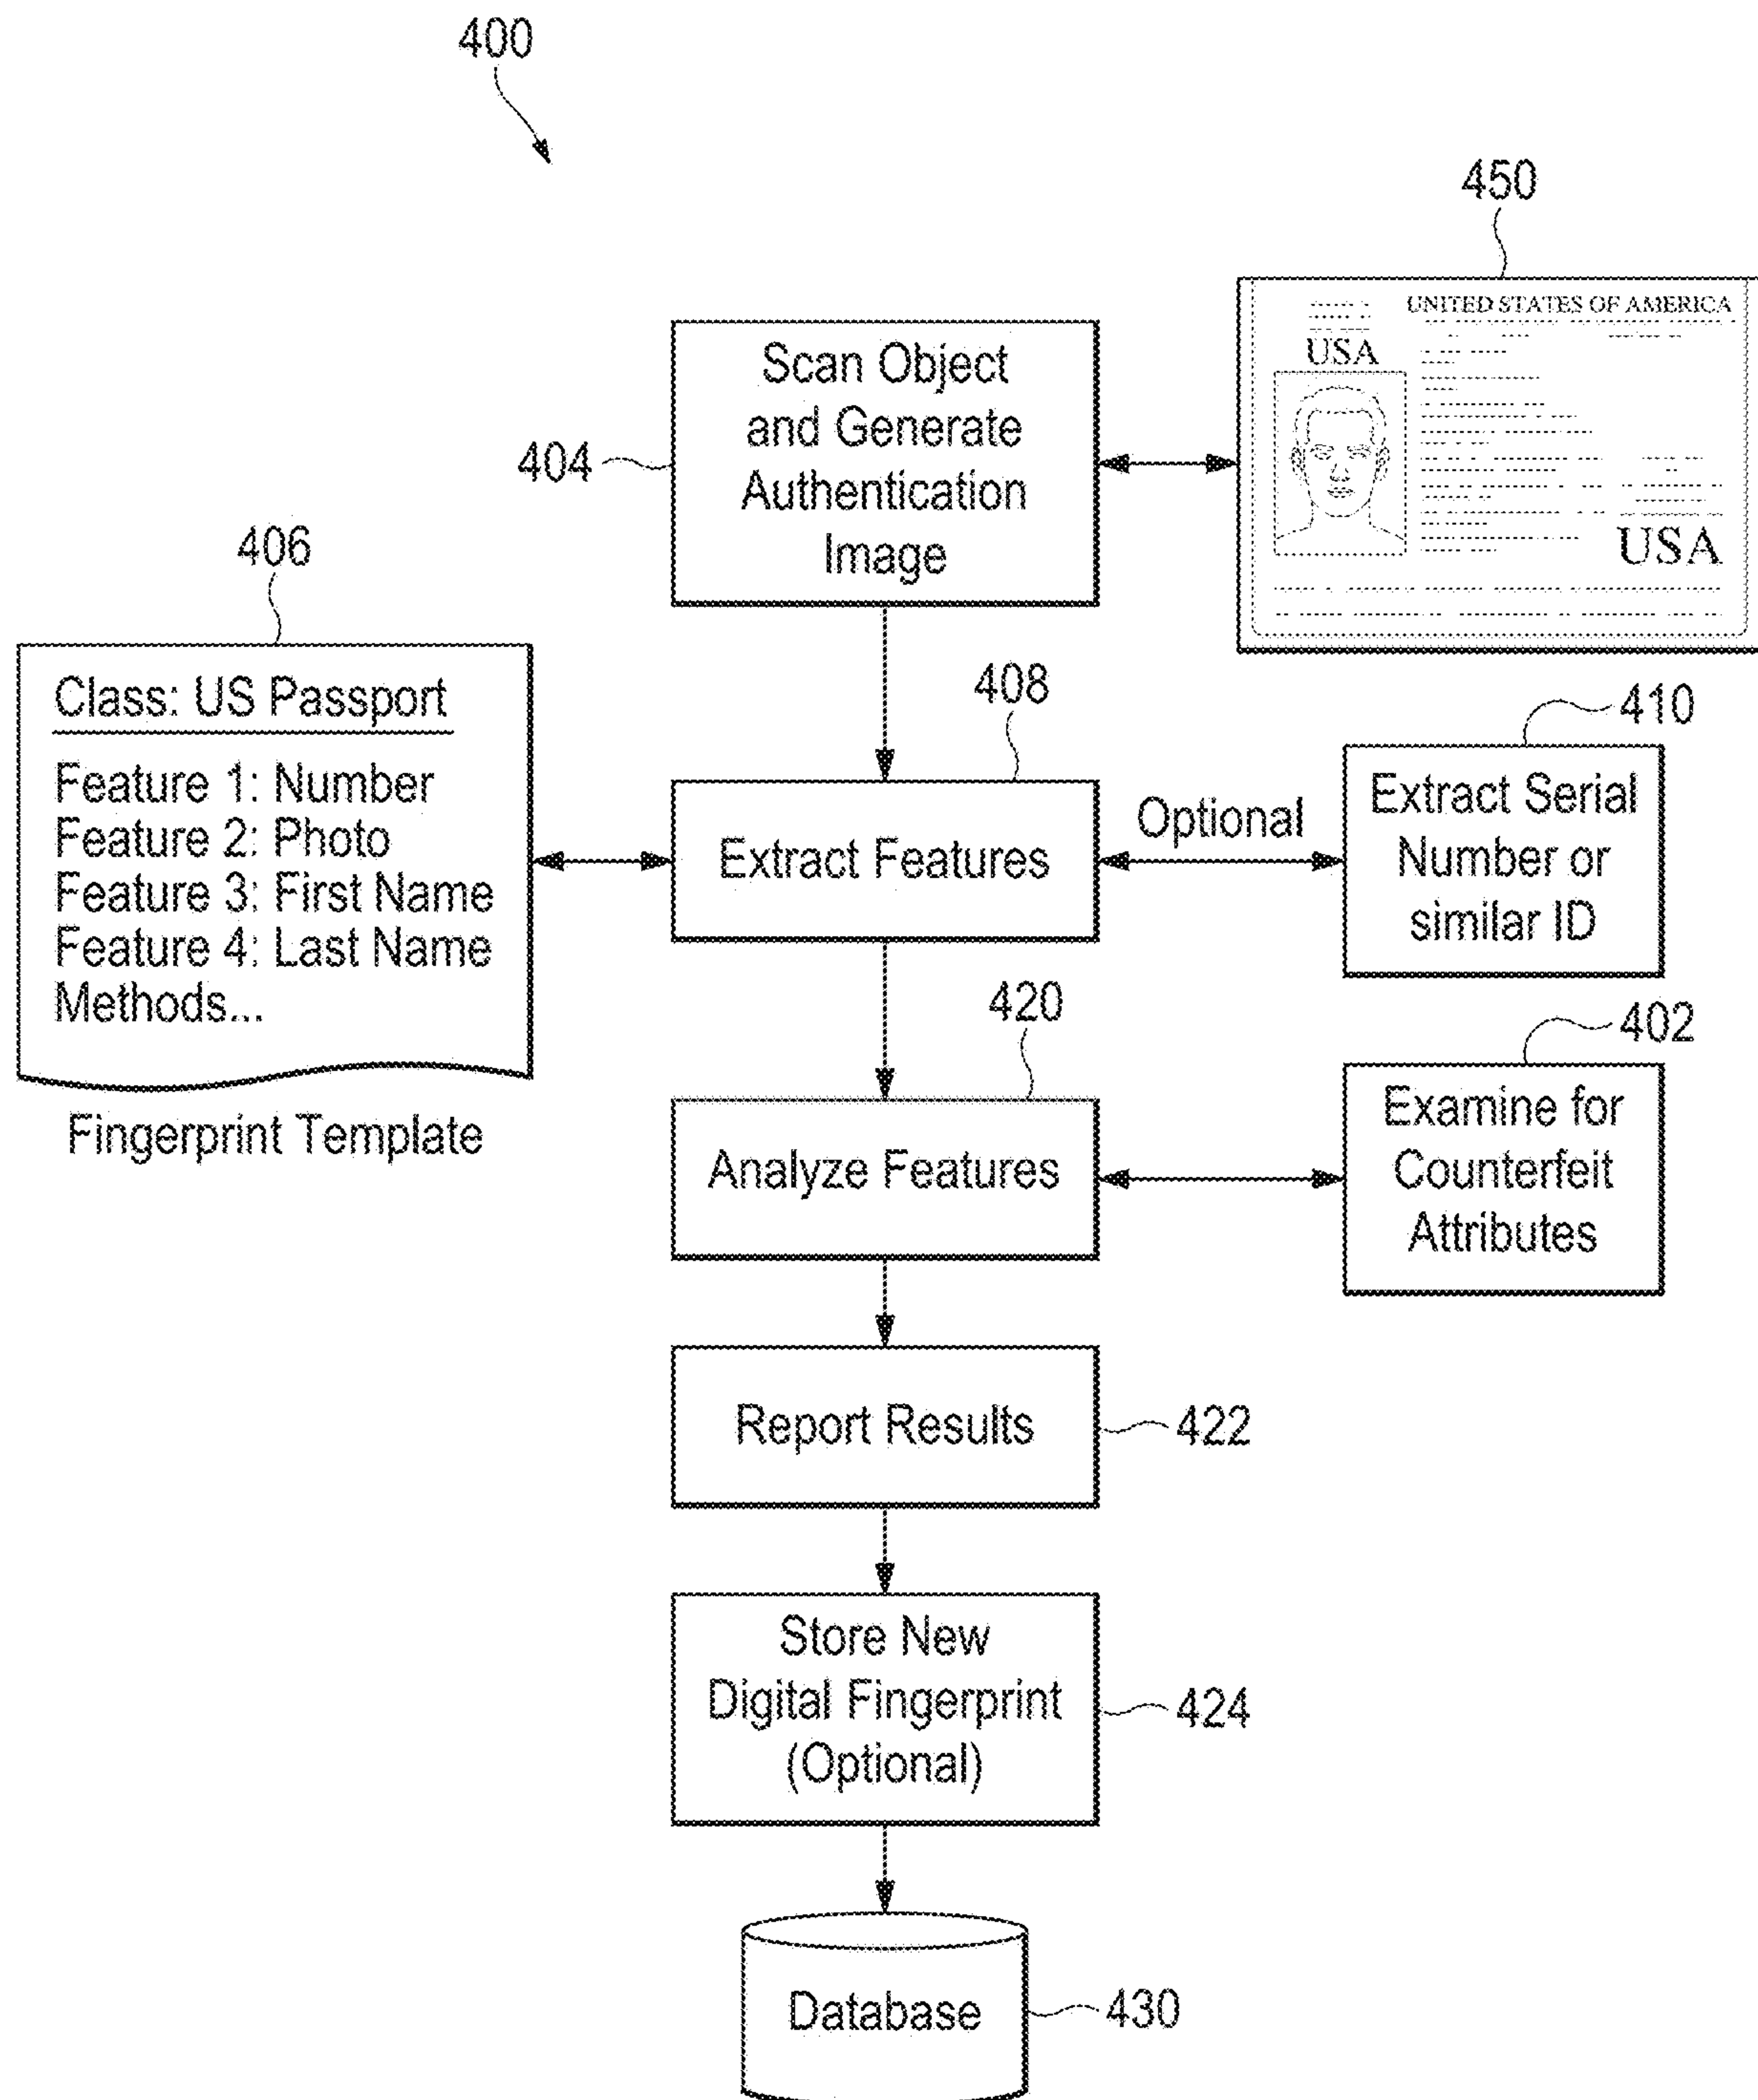 400
450
UNITED STATES OF AMERICA
USA
USA
Scan Object
and Generate
Authentication
Image
404
406
Class: US Passport
Feature 1: Number
Feature 2: Photo
Feature 3: First Name
Feature 4: Last Name
Methods...
Fingerprint Template
408
Extract Features
Optional
410
Extract Serial
Number or
similar ID
420
Analyze Features
402
Examine for
Counterfeit
Attributes
Report Results
422
Store New
Digital Fingerprint
(Optional)
424
Database
430